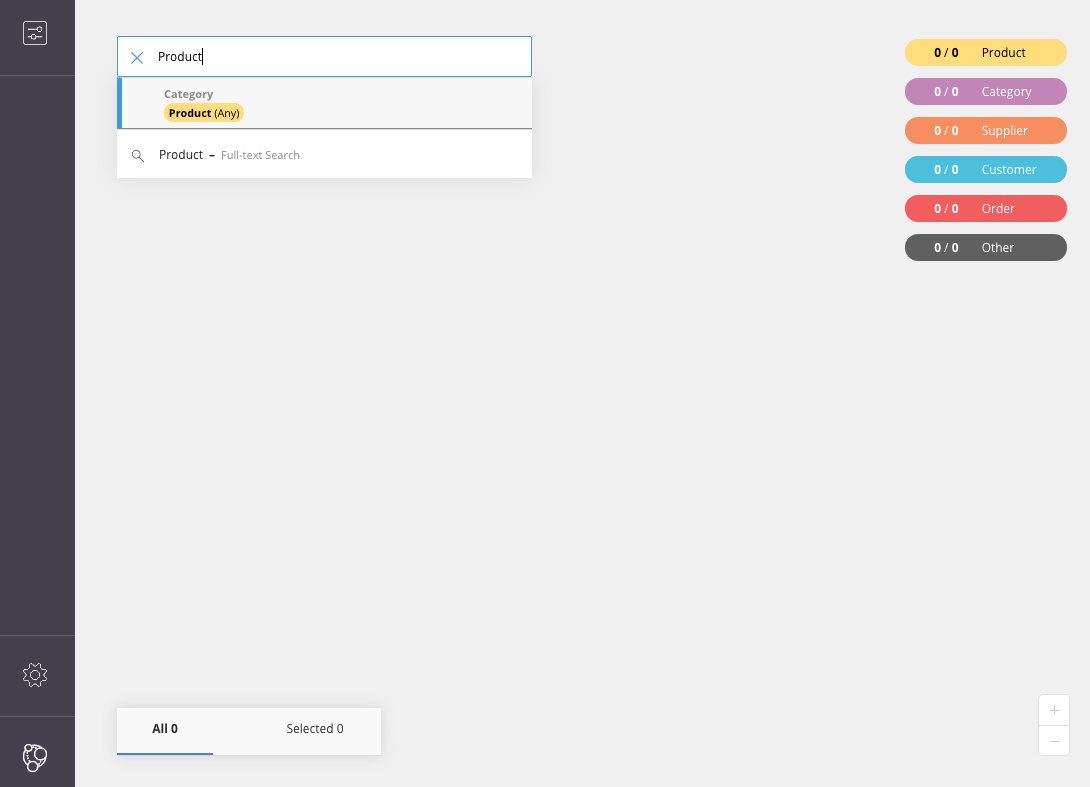 Product
Category
Product (Any)
Product – Full-text Search
0 / 0 Product
0 / 0 Category
0 / 0 Supplier
0 / 0 Customer
0 / 0 Order
0 / 0 Other
All 0
Selected 0